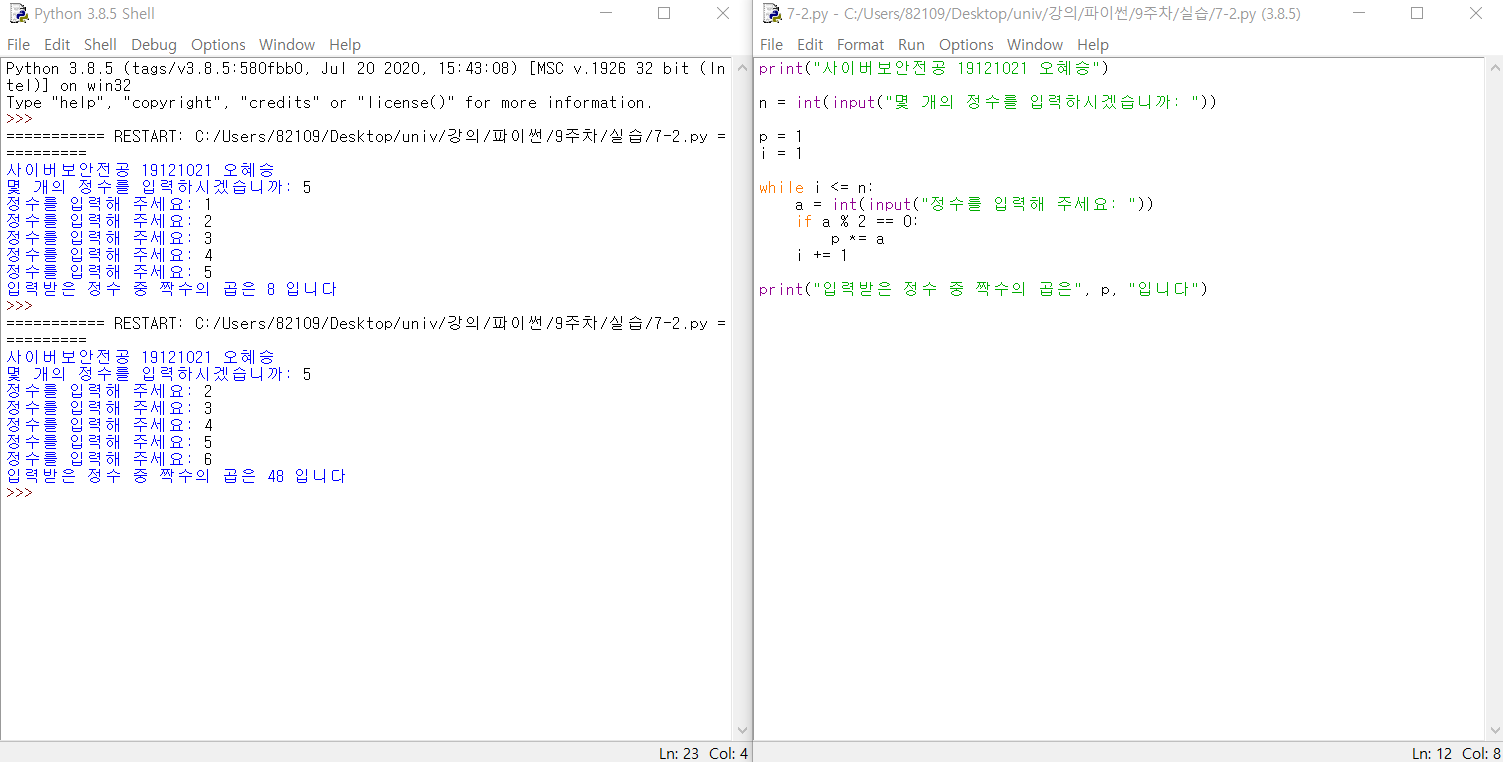 Python 3.8.5 Shell
File Edit Shell Debug Options Window Help
Python 3.8.5 (tags/v3.8.5:580fbb0, Jul 20 2020, 15:43:08) [MSC v.1926 32 bit (In
tel)] on win32
Type "help", "copyright", "credits" or "license()" for more information.
>>>
=========== RESTART: C:/Users/82109/Desktop/univ/강의/파이썬/9주차/실습/7-2.py =
=========
사이버보안전공 19121021 오혜승
몇 개의 정수를 입력하시겠습니까: 5
정수를 입력해 주세요: 1
정수를 입력해 주세요: 2
정수를 입력해 주세요: 3
정수를 입력해 주세요: 4
정수를 입력해 주세요: 5
입력받은 정수 중 짝수의 곱은 8 입니다
>>>
=========== RESTART: C:/Users/82109/Desktop/univ/강의/파이썬/9주차/실습/7-2.py =
=========
사이버보안전공 19121021 오혜승
몇 개의 정수를 입력하시겠습니까: 5
정수를 입력해 주세요: 2
정수를 입력해 주세요: 3
정수를 입력해 주세요: 4
정수를 입력해 주세요: 5
정수를 입력해 주세요: 6
입력받은 정수 중 짝수의 곱은 48 입니다
>>>
Ln: 23 Col: 4
7-2.py - C:/Users/82109/Desktop/univ/강의/파이썬/9주차/실습/7-2.py (3.8.5)
File Edit Format Run Options Window Help
print("사이버보안전공 19121021 오혜승")
n = int(input("몇 개의 정수를 입력하시겠습니까: "))
p = 1
i = 1
while i <= n:
    a = int(input("정수를 입력해 주세요: "))
    if a % 2 == 0:
        p *= a
    i += 1
print("입력받은 정수 중 짝수의 곱은", p, "입니다")
Ln: 12 Col: 8